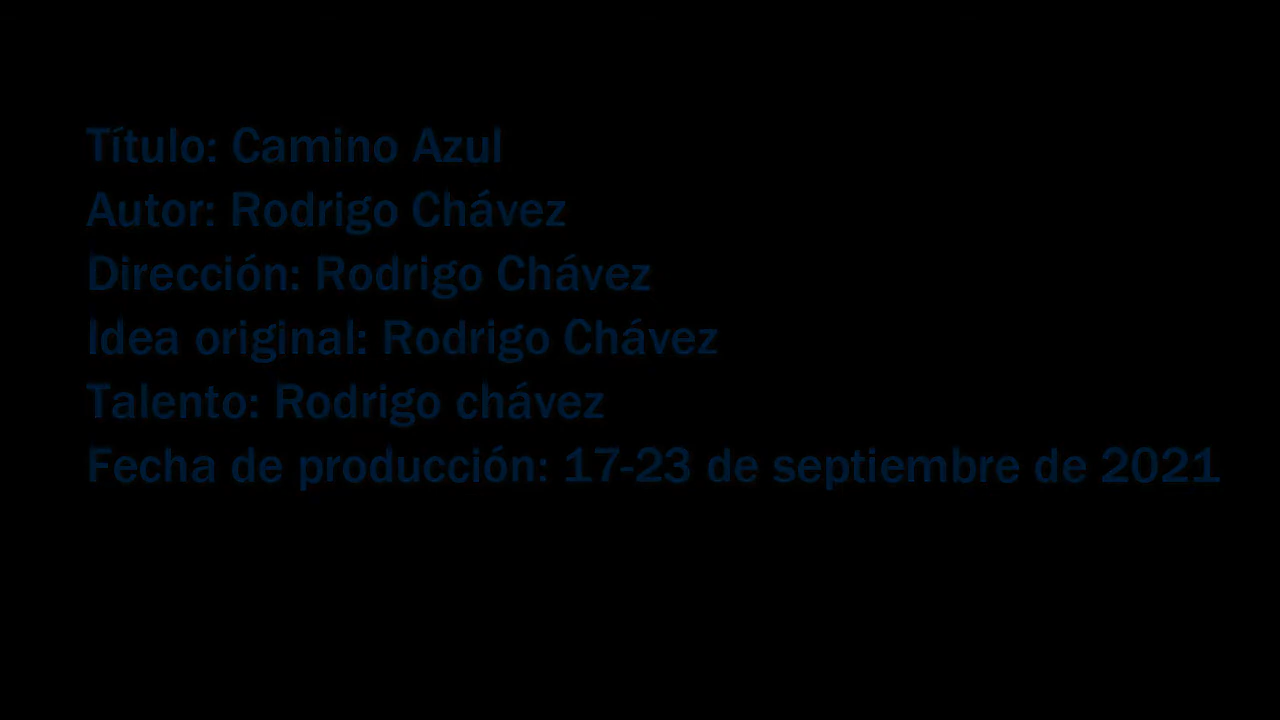 Título: Camino Azul
Autor: Rodrigo Chávez
Dirección: Rodrigo Chávez
Idea original: Rodrigo Chávez
Talento: Rodrigo chávez
Fecha de producción: 17-23 de septiembre de 2021